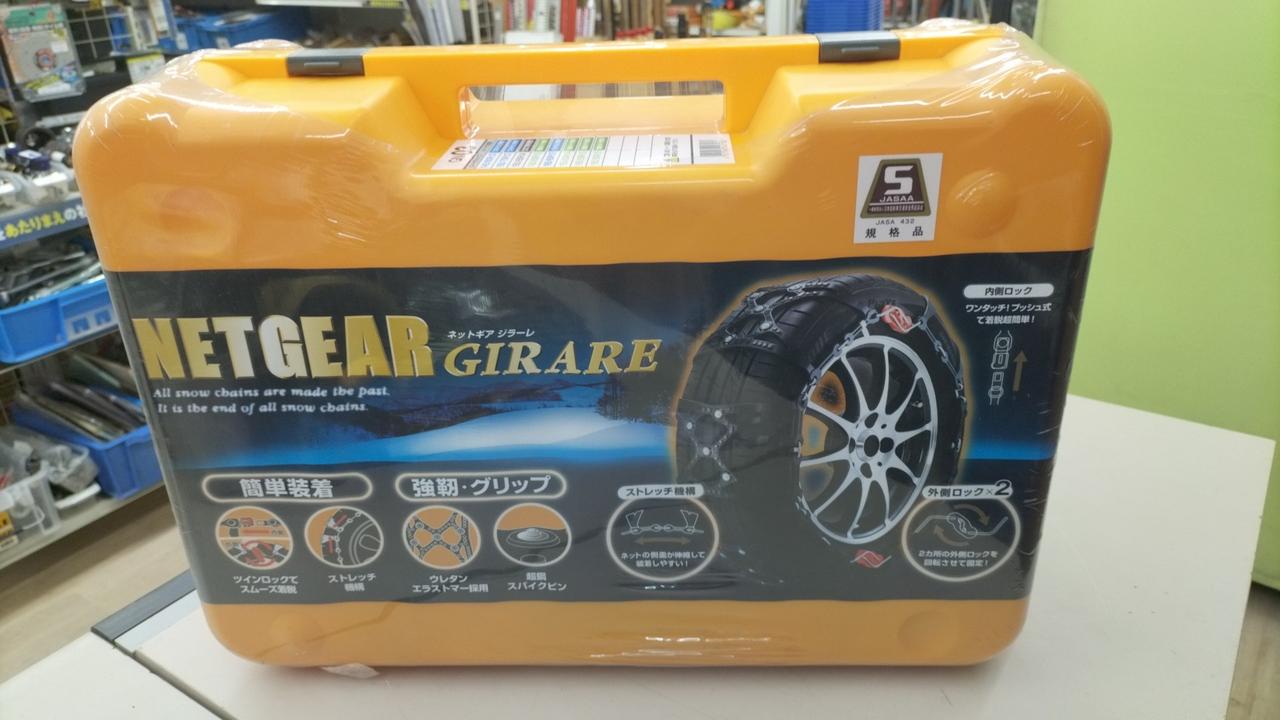 S
JASAA
JASA 432
規格品
あたりまえの
NETGEAR
ネットギア ジラーレ
GIRARE
All snow chains are made the past.
It is the end of all snow chains.
内側ロック
ワンタッチ!プッシュ式
で着脱超簡単!
簡単装着
強靭・グリップ
ツインロックで
スムーズ着脱
ストレッチ
機構
ウレタン
エラストマー採用
超鋼
スパイクピン
ストレッチ機構
ネットの側面が伸縮して
装着しやすい!
外側ロック×2
2カ所の外側ロックを
回転させて固定!